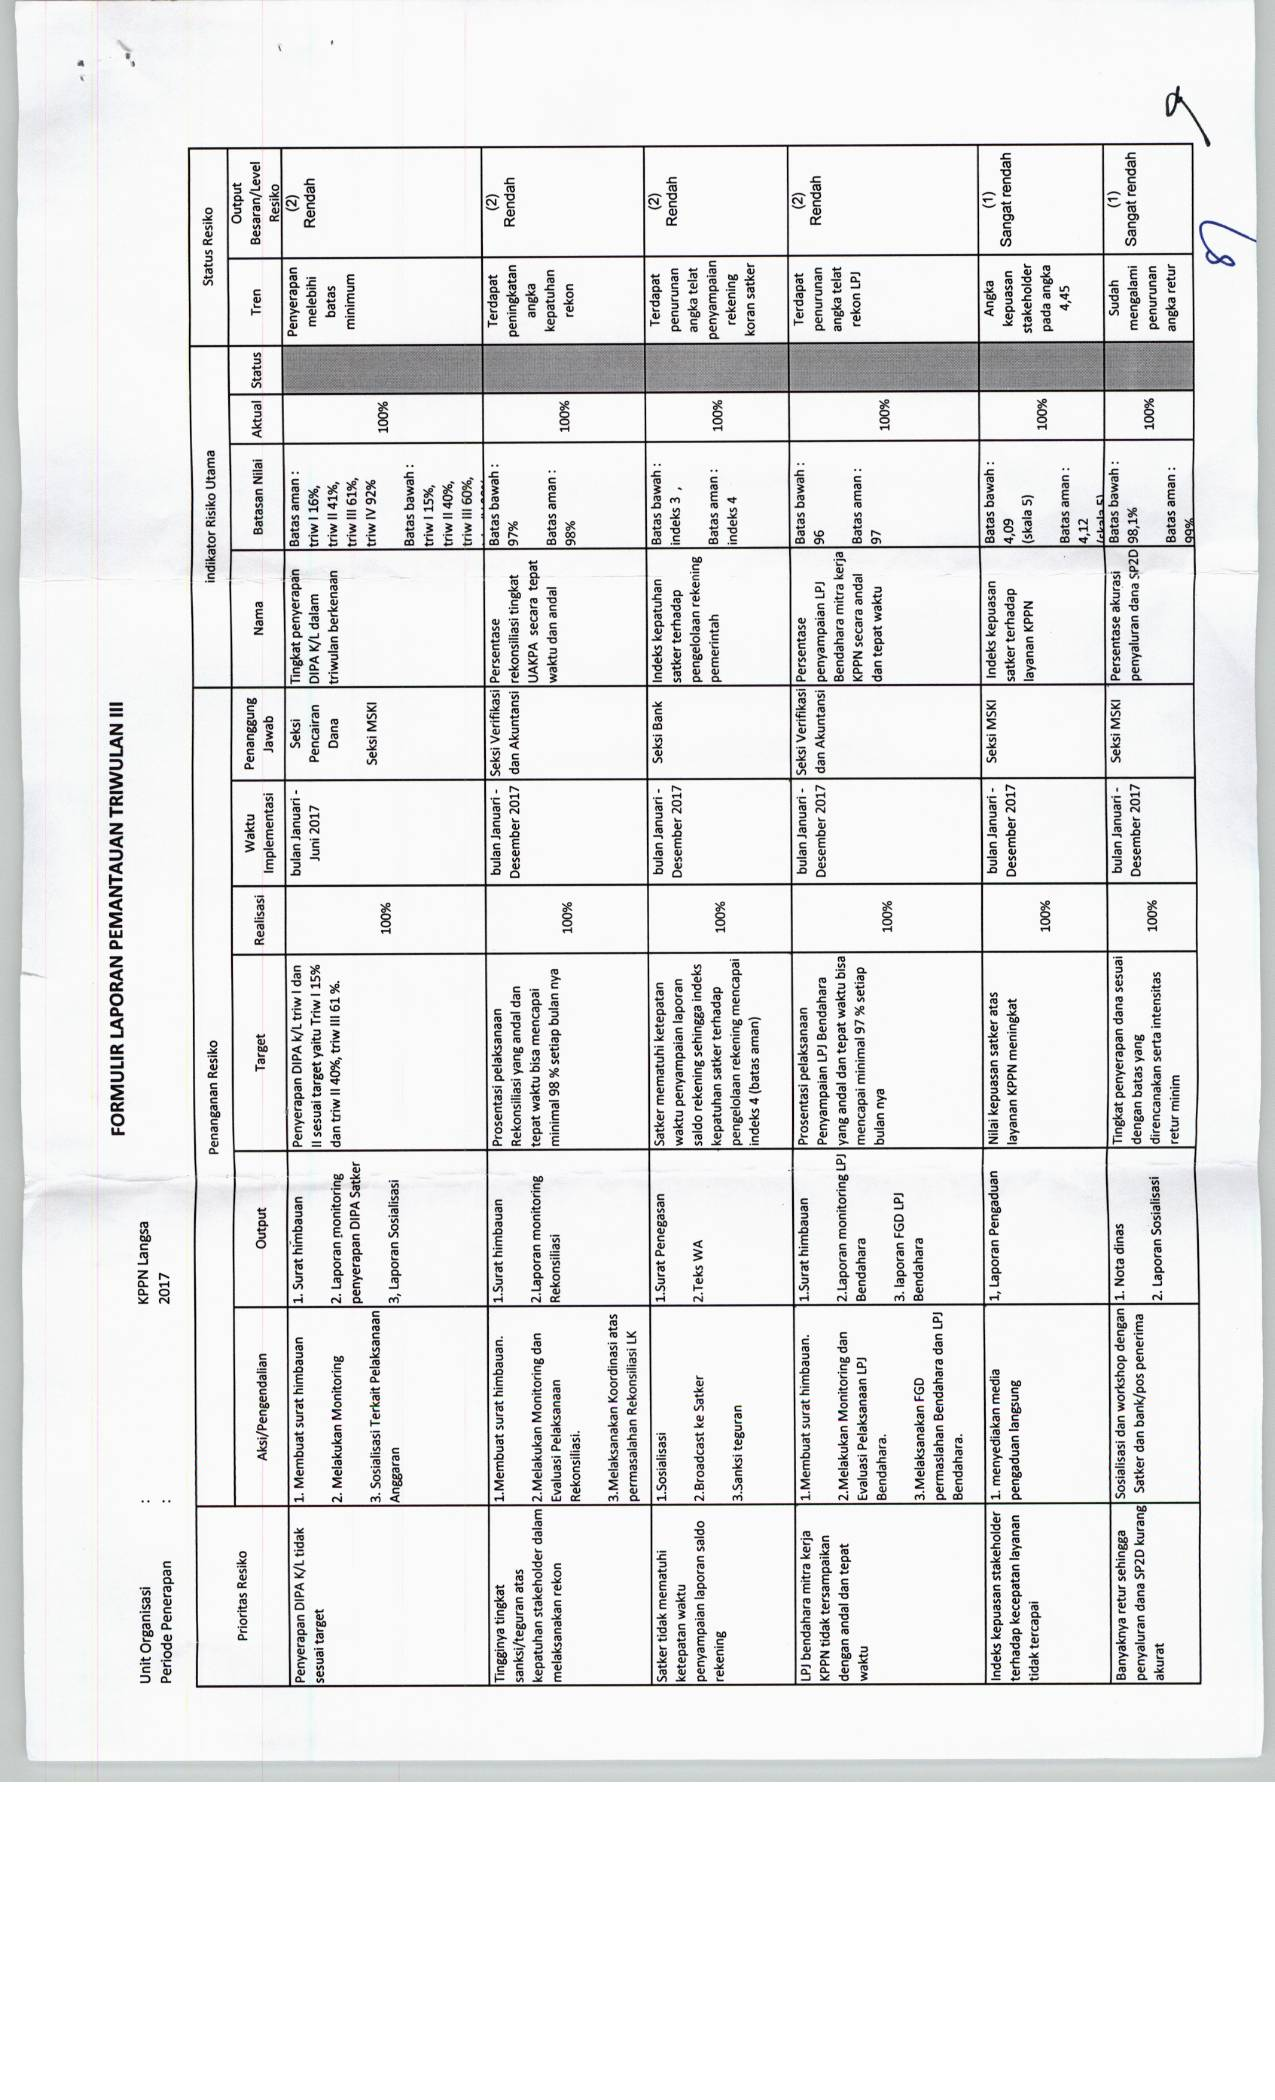 FORMULIR LAPORAN PEMANTAUAN TRIWULAN III
Unit Organisasi : KPPN Langsa
Periode Penerapan : 2017
Prioritas Resiko
Penanganan Resiko
indikator Risiko Utama
Status Resiko
Aksi/Pengendalian
Output
Target
Realisasi
Waktu
Implementasi
Penanggung
Jawab
Nama
Batasan Nilai
Aktual
Status
Tren
Output
Besaran/Level
Resiko
Penyerapan DIPA K/L tidak
sesuai target
1. Membuat surat himbauan
2. Melakukan Monitoring
3. Sosialisasi Terkait Pelaksanaan
Anggaran
1. Surat himbauan
2. Laporan monitoring
penyerapan DIPA Satker
3, Laporan Sosialisasi
Penyerapan DIPA k/L triw I dan
II sesuai target yaitu Triw I 15%
dan triw II 40%, triw III 61 %.
100%
bulan Januari -
Juni 2017
Seksi
Pencairan
Dana
Seksi MSKI
Tingkat penyerapan
DIPA K/L dalam
triwulan berkenaan
Batas aman :
triw I 16%,
triw II 41%,
triw III 61%,
triw IV 92%
Batas bawah :
triw I 15%,
triw II 40%,
triw III 60%,
100%
Penyerapan
melebihi
batas
minimum
(2)
Rendah
Tingginya tingkat
sanksi/teguran atas
kepatuhan stakeholder dalam
melaksanakan rekon
1.Membuat surat himbauan.
2.Melakukan Monitoring dan
Evaluasi Pelaksanaan
Rekonsiliasi.
3.Melaksanakan Koordinasi atas
permasalahan Rekonsiliasi LK
1.Surat himbauan
2.Laporan monitoring
Rekonsiliasi
Prosentasi pelaksanaan
Rekonsiliasi yang andal dan
tepat waktu bisa mencapai
minimal 98 % setiap bulan nya
100%
bulan Januari -
Desember 2017
Seksi Verifikasi
dan Akuntansi
Persentase
rekonsiliasi tingkat
UAKPA secara tepat
waktu dan andal
Batas bawah :
97%
Batas aman :
98%
100%
Terdapat
peningkatan
angka
kepatuhan
rekon
(2)
Rendah
Satker tidak mematuhi
ketepatan waktu
penyampaian laporan saldo
rekening
1.Sosialisasi
2.Broadcast ke Satker
3.Sanksi teguran
1.Surat Penegasan
2.Teks WA
Satker mematuhi ketepatan
waktu penyampaian laporan
saldo rekening sehingga indeks
kepatuhan satker terhadap
pengelolaan rekening mencapai
indeks 4 (batas aman)
100%
bulan Januari -
Desember 2017
Seksi Bank
Indeks kepatuhan
satker terhadap
pengelolaan rekening
pemerintah
Batas bawah :
indeks 3 ,
Batas aman :
indeks 4
100%
Terdapat
penurunan
angka telat
penyampaian
rekening
koran satker
(2)
Rendah
LPJ bendahara mitra kerja
KPPN tidak tersampaikan
dengan andal dan tepat
waktu
1.Membuat surat himbauan.
2.Melakukan Monitoring dan
Evaluasi Pelaksanaan LPJ
Bendahara.
3.Melaksanakan FGD
permaslahan Bendahara dan LPJ
Bendahara.
1.Surat himbauan
2.Laporan monitoring LPJ
Bendahara
3. laporan FGD LPJ
Bendahara
Prosentasi pelaksanaan
Penyampaian LPJ Bendahara
yang andal dan tepat waktu bisa
mencapai minimal 97 % setiap
bulan nya
100%
bulan Januari -
Desember 2017
Seksi Verifikasi
dan Akuntansi
Persentase
penyampaian LPJ
Bendahara mitra kerja
KPPN secara andal
dan tepat waktu
Batas bawah :
96
Batas aman :
97
100%
Terdapat
penurunan
angka telat
rekon LPJ
(2)
Rendah
Indeks kepuasan stakeholder
terhadap kecepatan layanan
tidak tercapai
1. menyediakan media
pengaduan langsung
1, Laporan Pengaduan
Nilai kepuasan satker atas
layanan KPPN meningkat
100%
bulan Januari -
Desember 2017
Seksi MSKI
Indeks kepuasan
satker terhadap
layanan KPPN
Batas bawah :
4,09
(skala 5)
Batas aman :
4,12
(skala 5)
100%
Angka
kepuasan
stakeholder
pada angka
4,45
(1)
Sangat rendah
Banyaknya retur sehingga
penyaluran dana SP2D kurang
akurat
Sosialisasi dan workshop dengan
Satker dan bank/pos penerima
1. Nota dinas
2. Laporan Sosialisasi
Tingkat penyerapan dana sesuai
dengan batas yang
direncanakan serta intensitas
retur minim
100%
bulan Januari -
Desember 2017
Seksi MSKI
Persentase akurasi
penyaluran dana SP2D
Batas bawah :
98,1%
Batas aman :
99%
100%
Sudah
mengalami
penurunan
angka retur
(1)
Sangat rendah